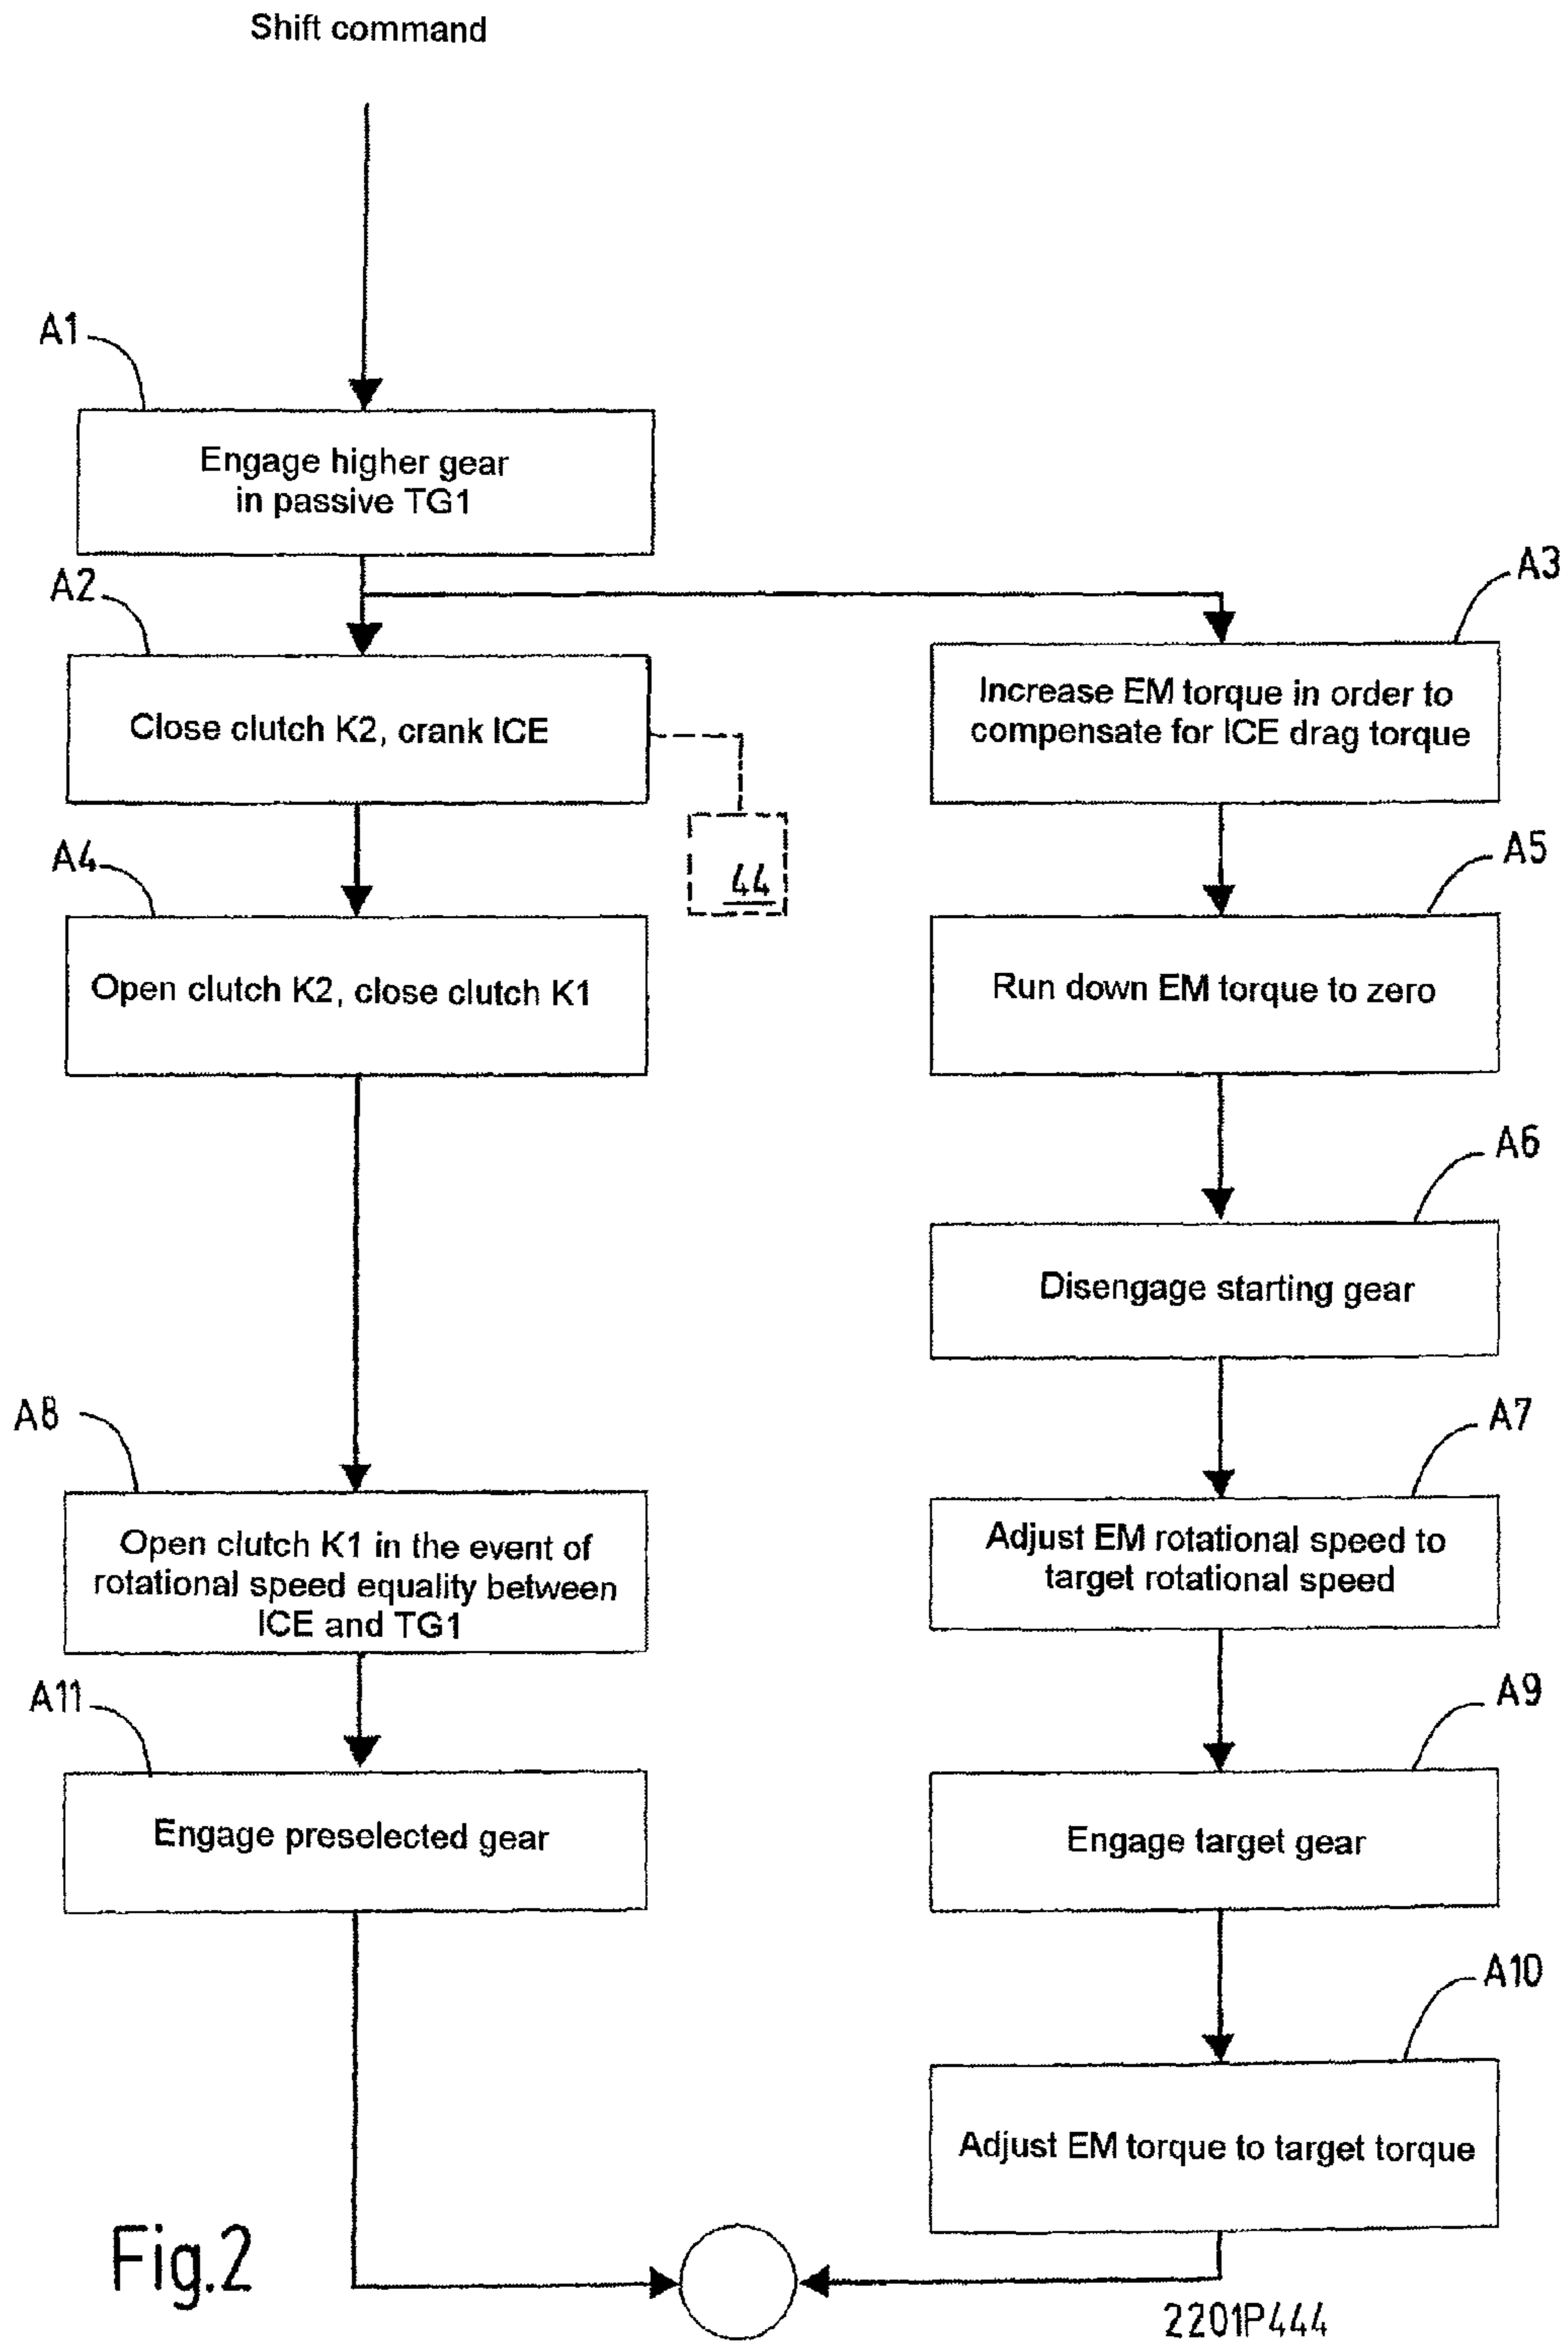 Shift command
A1
Engage higher gear
in passive TG1
A2
A3
Close clutch K2, crank ICE
Increase EM torque in order to
compensate for ICE drag torque
44
A4
A5
Open clutch K2, close clutch K1
Run down EM torque to zero
A6
Disengage starting gear
A8
A7
Open clutch K1 in the event of
rotational speed equality between
ICE and TG1
Adjust EM rotational speed to
target rotational speed
A11
A9
Engage preselected gear
Engage target gear
A10
Adjust EM torque to target torque
Fig.2
2201P444